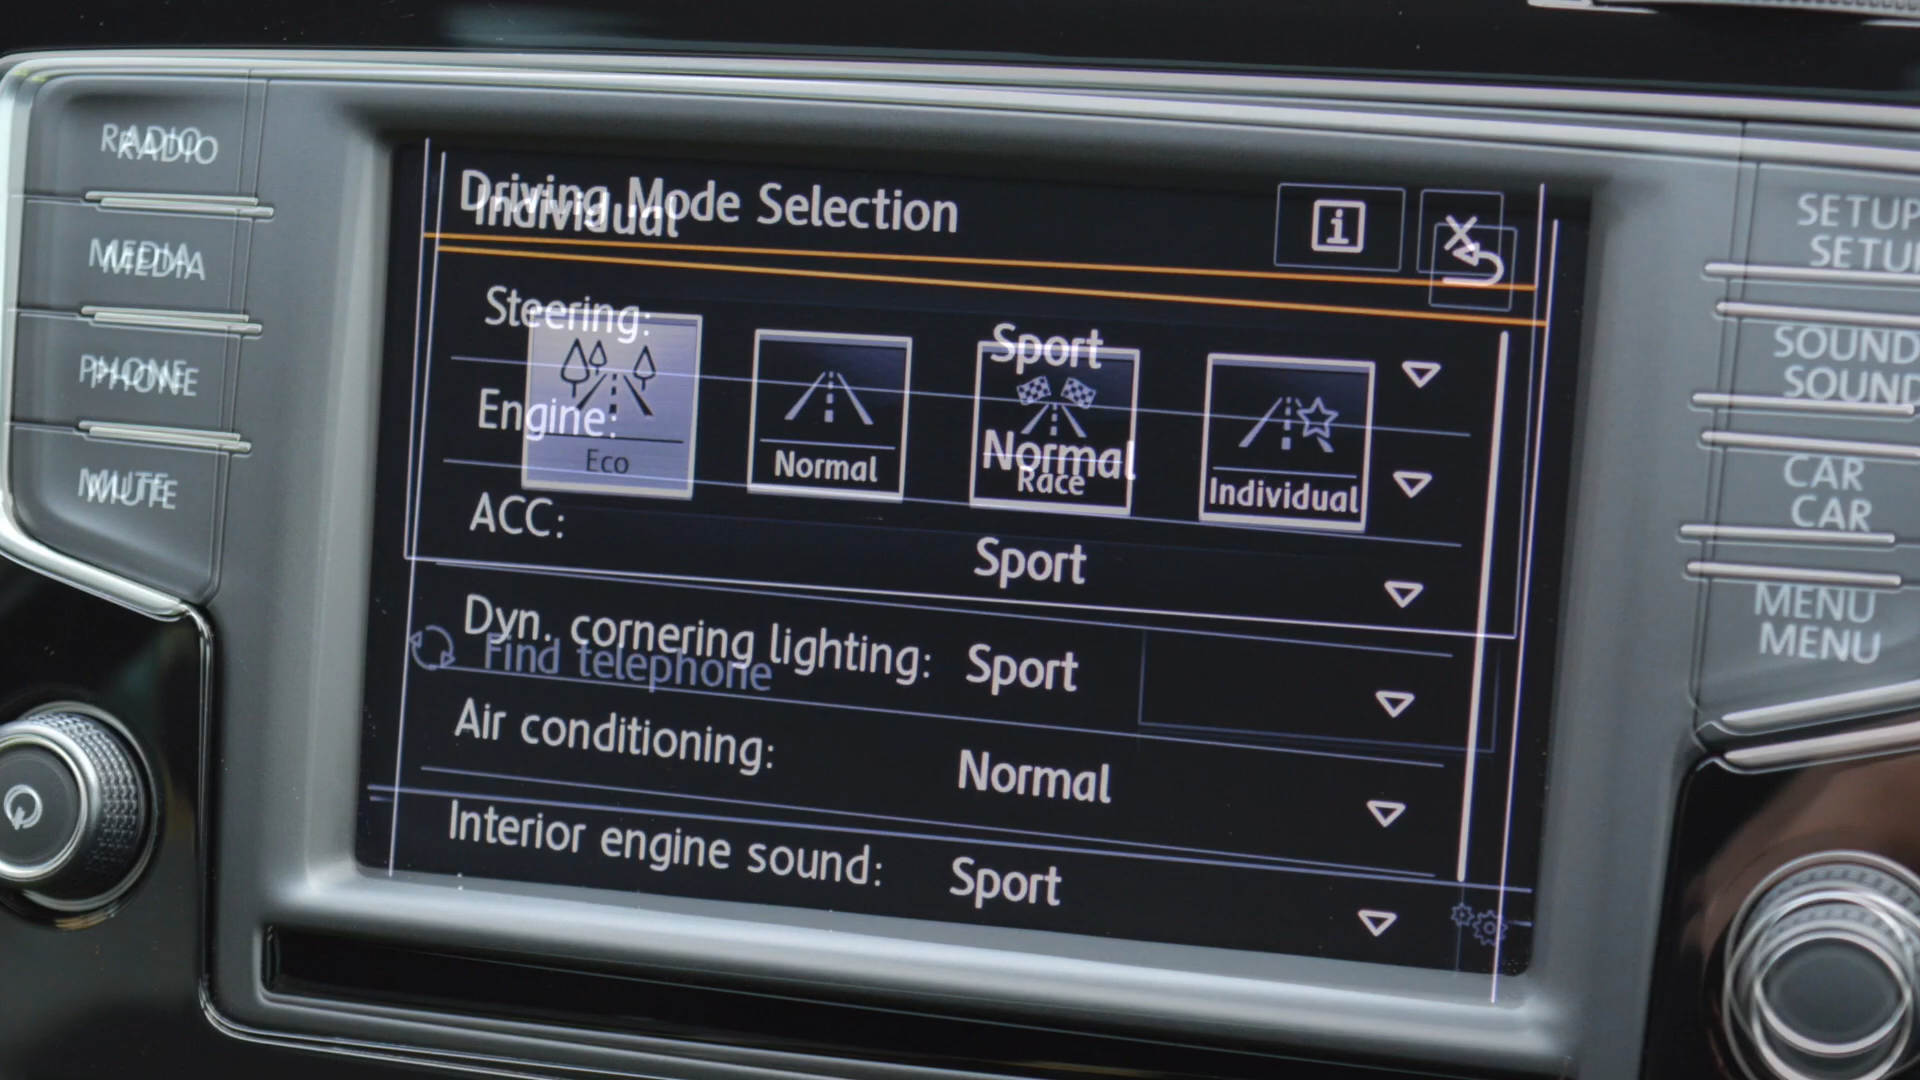 RADIO
RADIO
MEDIA
MEDIA
PHONE
PHONE
MUTE
MUTE
Driving Mode Selection
Individual
i
Steering: Sport
Engine: Normal
Eco Normal Race Individual
ACC: Sport
Dyn. cornering lighting: Sport
Find telephone
Air conditioning: Normal
Interior engine sound: Sport
SETUP
SETUP
SOUND
SOUND
CAR
CAR
MENU
MENU